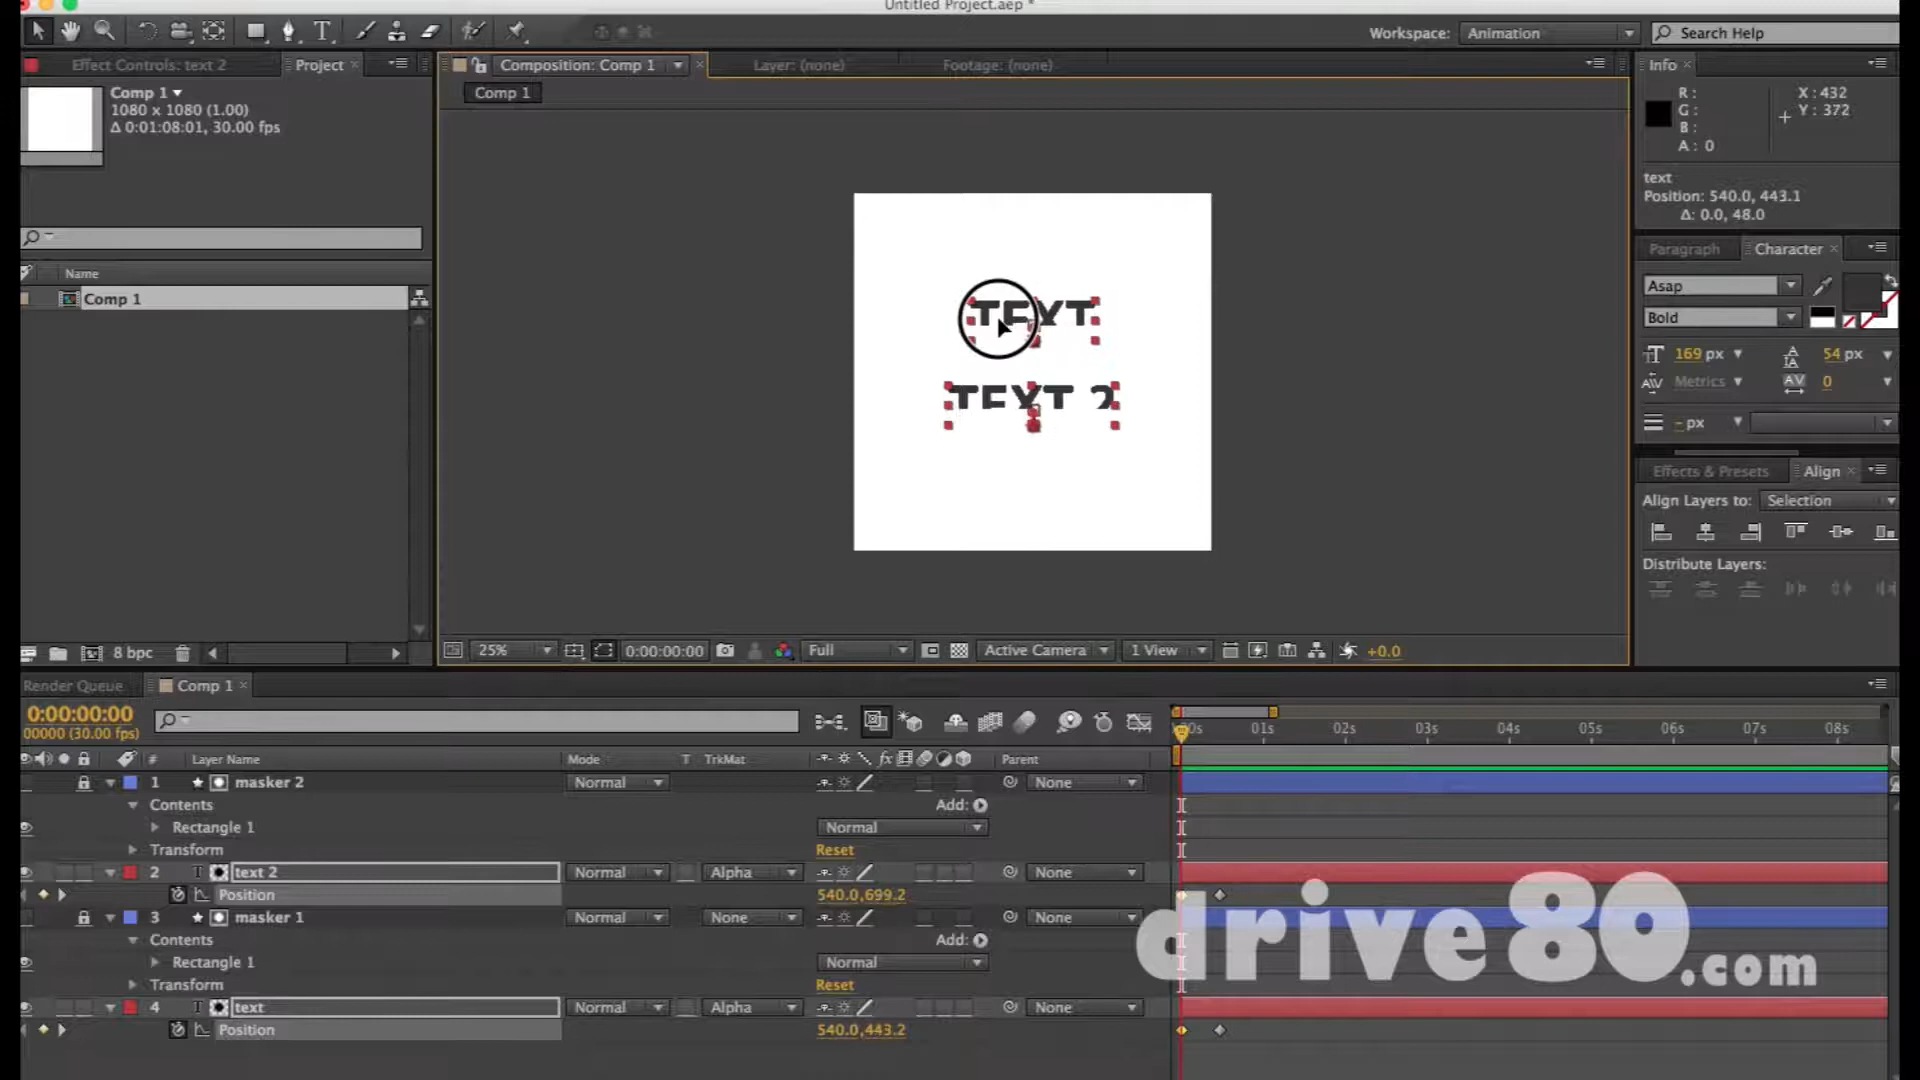 Untitled Project.aep *
T
Workspace: Animation
Search Help
Effect Controls: text 2
Project ×
Composition: Comp 1
Layer: (none)
Footage: (none)
Info ×
Comp 1
1080 x 1080 (1.00)
Δ 0:01:08:01, 30.00 fps
Comp 1
R :
G :
B :
A : 0
X : 432
Y : 372
text
Position: 540.0, 443.1
Δ: 0.0, 48.0
Paragraph
Character ×
Asap
Bold
169 px
54 px
Metrics
0
- px
Name
Comp 1
TEXT
TEXT 2
Effects & Presets
Align ×
Align Layers to: Selection
Distribute Layers:
8 bpc
25%
0:00:00:00
Full
Active Camera
1 View
+0.0
Render Queue
Comp 1 ×
0:00:00:00
00000 (30.00 fps)
01s 02s 03s 04s 05s 06s 07s 08s
# Layer Name Mode T TrkMat fx Parent
1 masker 2 Normal None
Contents Add:
Rectangle 1 Normal
Transform Reset
2 T text 2 Normal Alpha None
Position 540.0,699.2
3 masker 1 Normal None None
Contents Add:
Rectangle 1 Normal
Transform Reset
4 T text Normal Alpha None
Position 540.0,443.2
drive80.com